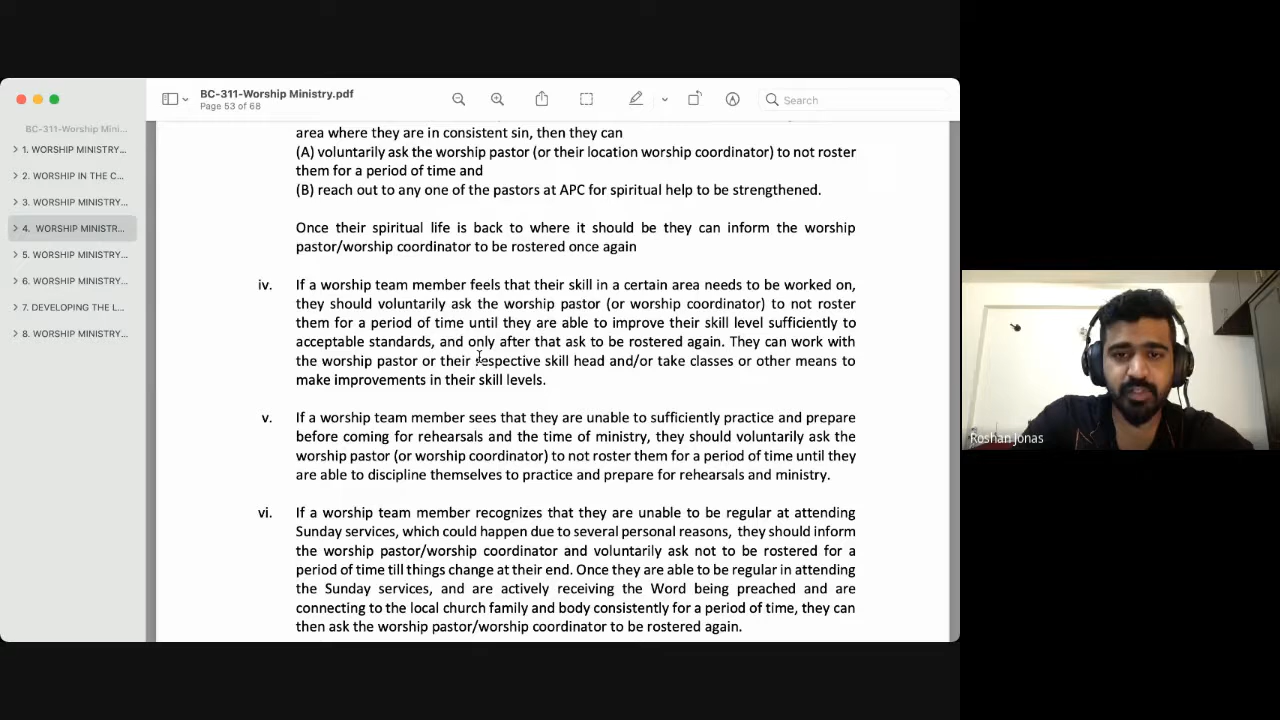 BC-311-Worship Ministry.pdf
Page 53 of 68
Search
BC-311-Worship Mini...
1. WORSHIP MINISTRY...
2. WORSHIP IN THE C...
3. WORSHIP MINISTRY...
4. WORSHIP MINISTR...
5. WORSHIP MINISTRY...
6. WORSHIP MINISTRY...
7. DEVELOPING THE L...
8. WORSHIP MINISTRY...
area where they are in consistent sin, then they can
(A) voluntarily ask the worship pastor (or their location worship coordinator) to not roster
them for a period of time and
(B) reach out to any one of the pastors at APC for spiritual help to be strengthened.
Once their spiritual life is back to where it should be they can inform the worship
pastor/worship coordinator to be rostered once again
iv. If a worship team member feels that their skill in a certain area needs to be worked on,
they should voluntarily ask the worship pastor (or worship coordinator) to not roster
them for a period of time until they are able to improve their skill level sufficiently to
acceptable standards, and only after that ask to be rostered again. They can work with
the worship pastor or their respective skill head and/or take classes or other means to
make improvements in their skill levels.
v. If a worship team member sees that they are unable to sufficiently practice and prepare
before coming for rehearsals and the time of ministry, they should voluntarily ask the
worship pastor (or worship coordinator) to not roster them for a period of time until they
are able to discipline themselves to practice and prepare for rehearsals and ministry.
vi. If a worship team member recognizes that they are unable to be regular at attending
Sunday services, which could happen due to several personal reasons, they should inform
the worship pastor/worship coordinator and voluntarily ask not to be rostered for a
period of time till things change at their end. Once they are able to be regular in attending
the Sunday services, and are actively receiving the Word being preached and are
connecting to the local church family and body consistently for a period of time, they can
then ask the worship pastor/worship coordinator to be rostered again.
Roshan Jonas